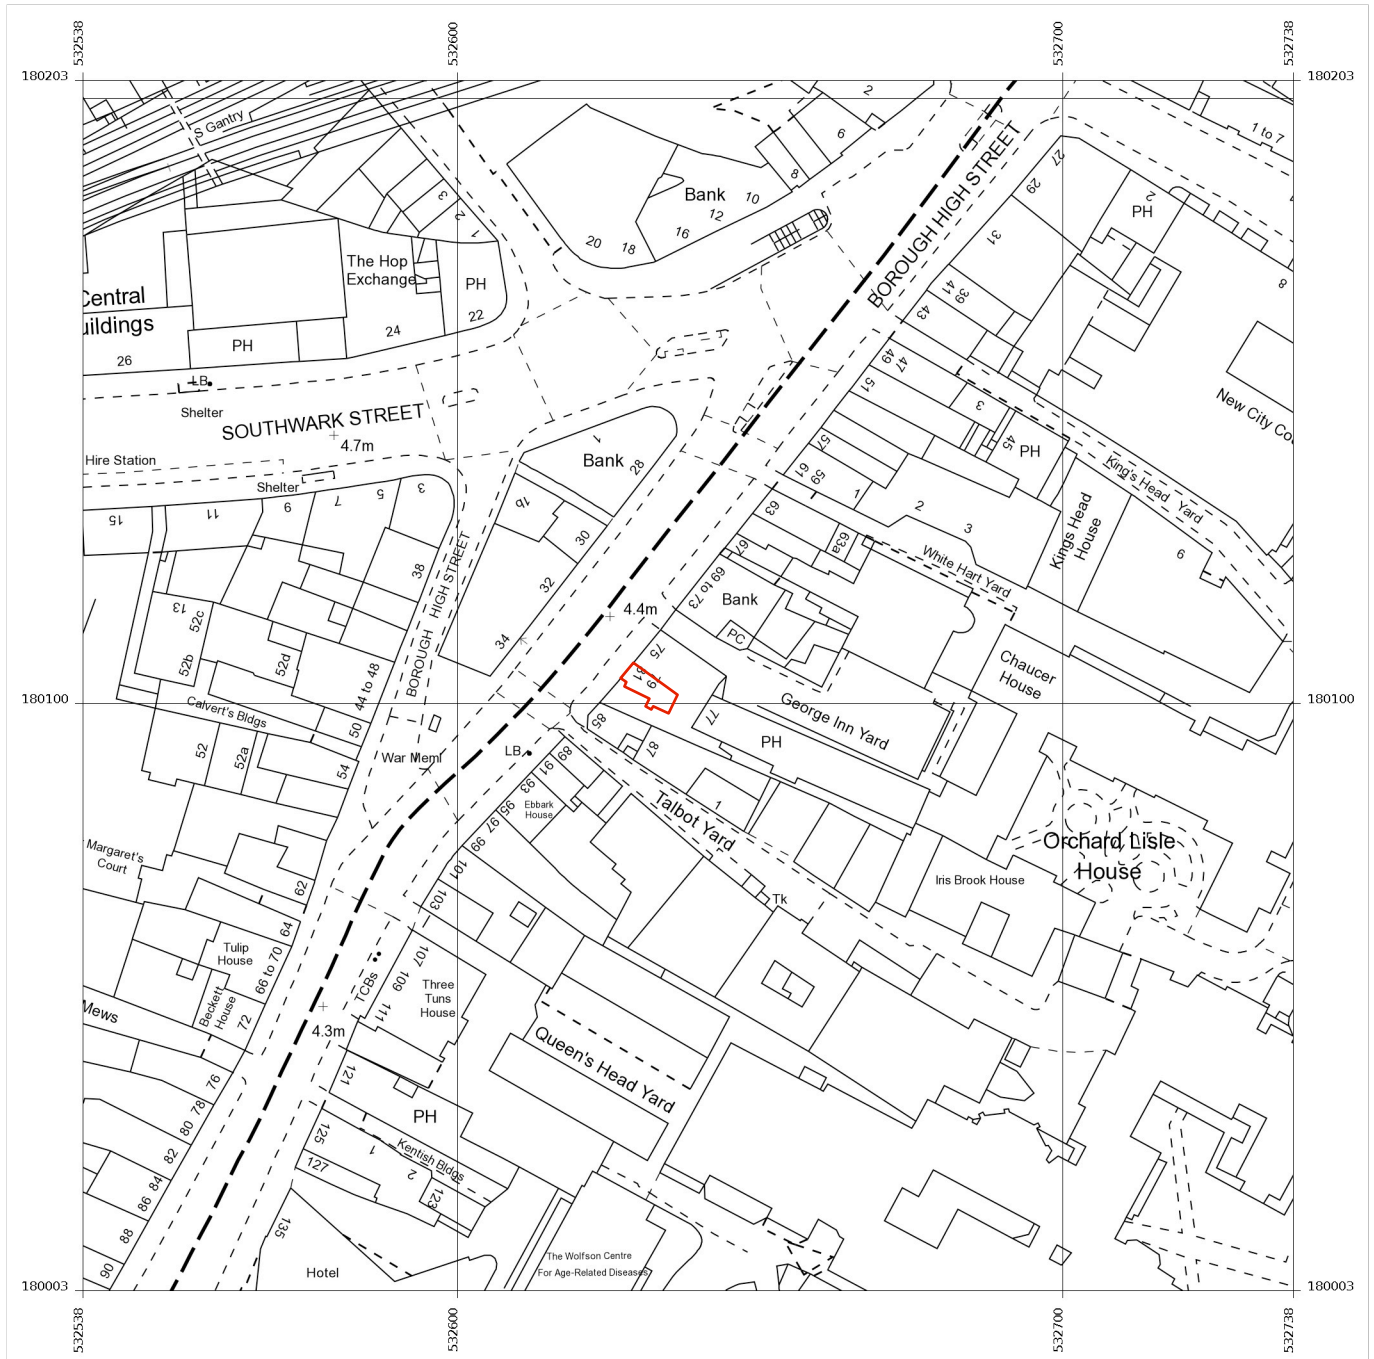 532538
532600
532700
532738
180203
180203
S Gantry
2
6
8
Bank
10
12
16
18
20
3
2
1
1 to 7
27
29
2
PH
31
BOROUGH HIGH STREET
8
The Hop
Exchange
PH
22
24
Central
uildings
PH
26
39
41
43
LB
Shelter
SOUTHWARK STREET
4.7m
47
49
51
New City Co
3
45
PH
King's Head Yard
Hire Station
Shelter
1
Bank
28
57
59
61
1
2
3
Kings Head
House
6
15
11
9
7
5
3
1b
30
63
63a
67
White Hart Yard
BOROUGH HIGH STREET
38
32
69 to 73
Bank
PC
4.4m
13
52c
52b
52d
34
75
79
81
Chaucer
House
44 to 48
180100
180100
Calvert's Bldgs
50
52
52a
54
War Meml
LB
85
87
77
PH
George Inn Yard
89
91
93
95
97
99
101
103
Ebbark
House
Talbot Yard
1
Orchard Lisle
House
Margaret's
Court
62
Iris Brook House
Tk
64
Tulip
House
66 to 70
Beckett
House
72
Mews
TCBs
107
109
111
Three
Tuns
House
4.3m
Queen's Head Yard
76
78
80
82
84
86
88
90
121
PH
125
127
1
Kentish Bldgs
2
123
135
Hotel
The Wolfson Centre
For Age-Related Diseases
180003
180003
532538
532600
532700
532738